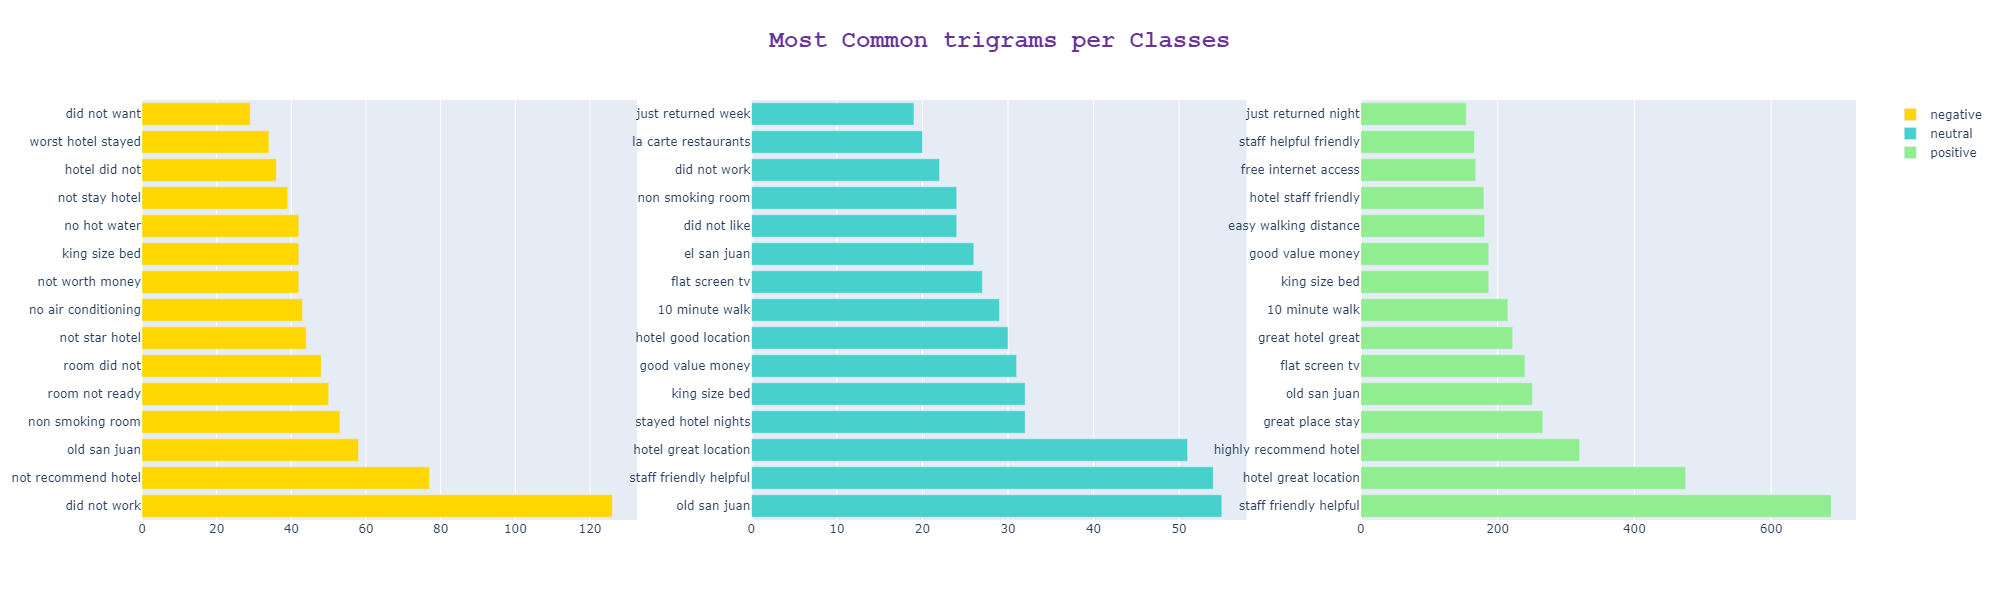 Most Common trigrams per Classes
did not want
worst hotel stayed
hotel did not
not stay hotel
no hot water
king size bed
not worth money
no air conditioning
not star hotel
room did not
room not ready
non smoking room
old san juan
not recommend hotel
did not work
0 20 40 60 80 100 120
just returned week
la carte restaurants
did not work
non smoking room
did not like
el san juan
flat screen tv
10 minute walk
hotel good location
good value money
king size bed
stayed hotel nights
hotel great location
staff friendly helpful
old san juan
0 10 20 30 40 50
just returned night
staff helpful friendly
free internet access
hotel staff friendly
easy walking distance
good value money
king size bed
10 minute walk
great hotel great
flat screen tv
old san juan
great place stay
highly recommend hotel
hotel great location
staff friendly helpful
0 200 400 600
negative
neutral
positive